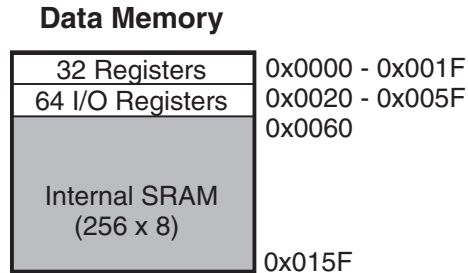 Data Memory
32 Registers 0x0000 - 0x001F
64 I/O Registers 0x0020 - 0x005F
0x0060
Internal SRAM
(256 x 8)
0x015F